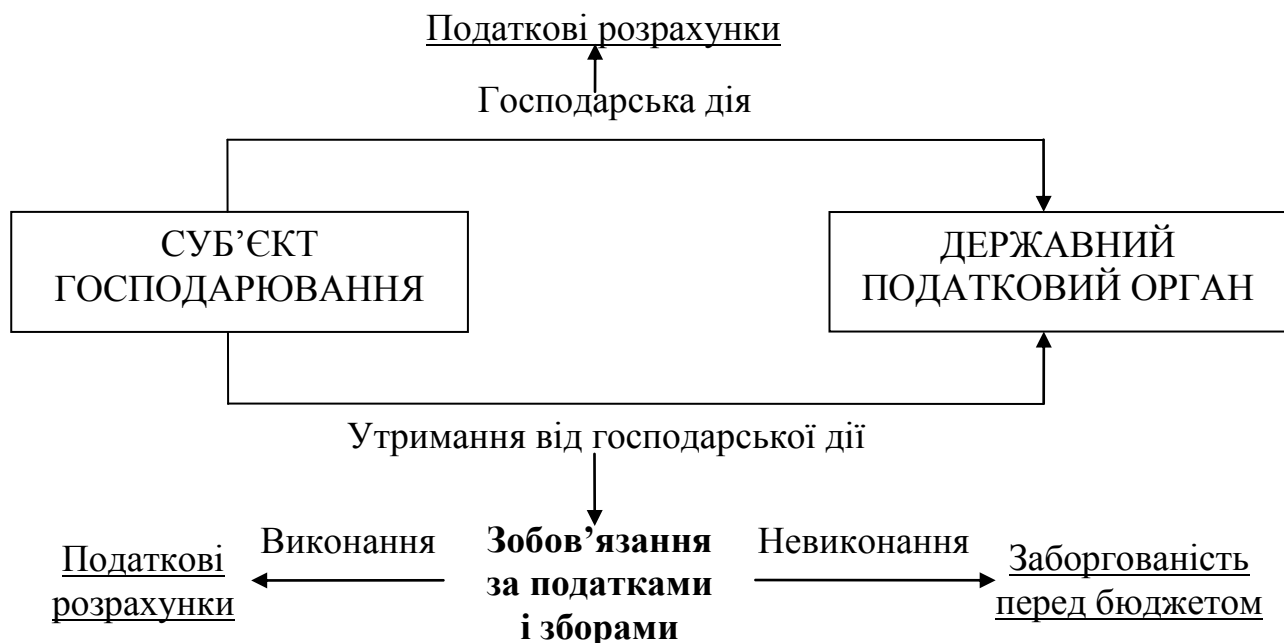 Податкові розрахунки
Господарська дія
СУБ’ЄКТ
ГОСПОДАРЮВАННЯ
ДЕРЖАВНИЙ
ПОДАТКОВИЙ ОРГАН
Утримання від господарської дії
Податкові
розрахунки
Виконання
Зобов’язання
за податками
і зборами
Невиконання
Заборгованість
перед бюджетом